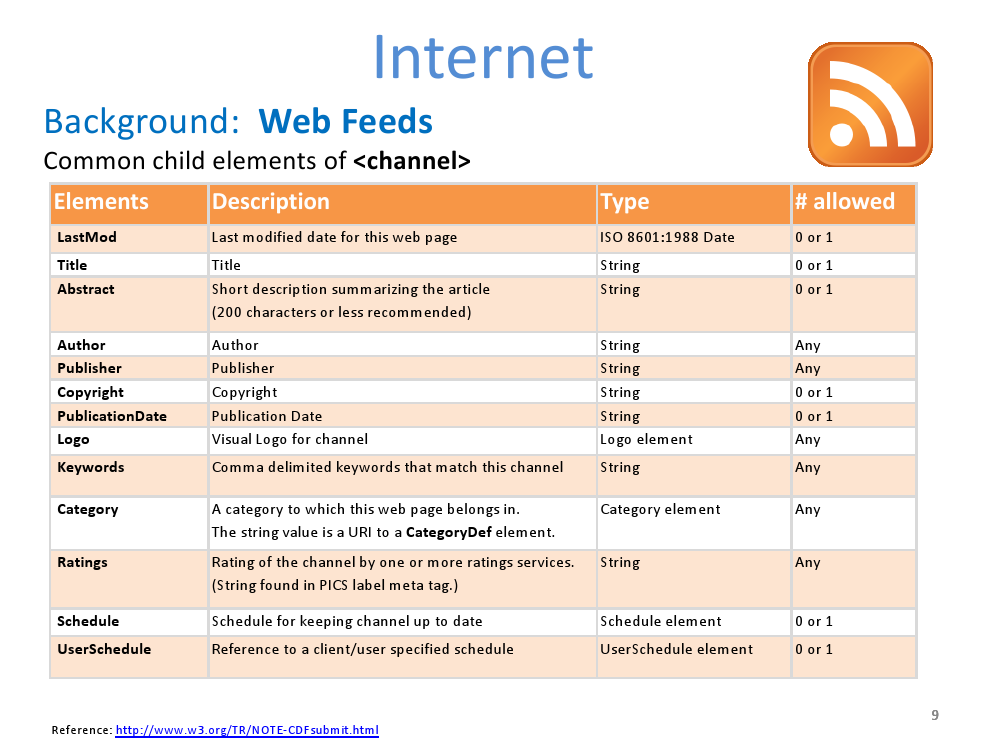 Internet
Background: Web Feeds
Common child elements of <channel>
Elements Description Type # allowed
LastMod Last modified date for this web page ISO 8601:1988 Date 0 or 1
Title Title String 0 or 1
Abstract Short description summarizing the article String 0 or 1
(200 characters or less recommended)
Author Author String Any
Publisher Publisher String Any
Copyright Copyright String 0 or 1
PublicationDate Publication Date String 0 or 1
Logo Visual Logo for channel Logo element Any
Keywords Comma delimited keywords that match this channel String Any
Category A category to which this web page belongs in. Category element Any
The string value is a URI to a CategoryDef element.
Ratings Rating of the channel by one or more ratings services. String Any
(String found in PICS label meta tag.)
Schedule Schedule for keeping channel up to date Schedule element 0 or 1
UserSchedule Reference to a client/user specified schedule UserSchedule element 0 or 1
9
Reference: http://www.w3.org/TR/NOTE-CDFsubmit.html